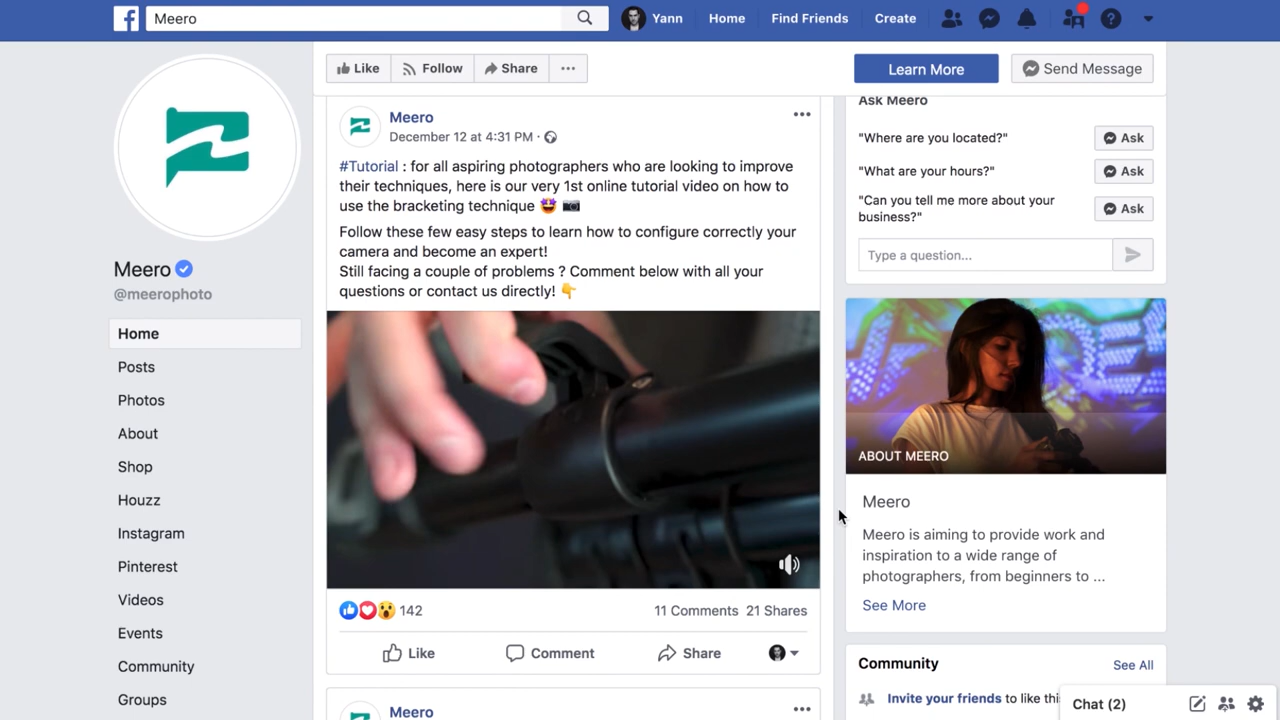 Meero
Yann
Home
Find Friends
Create
Like
Follow
Share
Learn More
Send Message
Meero
@meerophoto
Home
Posts
Photos
About
Shop
Houzz
Instagram
Pinterest
Videos
Events
Community
Groups
Meero
December 12 at 4:31 PM ·
#Tutorial : for all aspiring photographers who are looking to improve
their techniques, here is our very 1st online tutorial video on how to
use the bracketing technique 🤩 📷
Follow these few easy steps to learn how to configure correctly your
camera and become an expert!
Still facing a couple of problems ? Comment below with all your
questions or contact us directly! 👇
142
11 Comments 21 Shares
Like
Comment
Share
Meero
Ask Meero
"Where are you located?"
Ask
"What are your hours?"
Ask
"Can you tell me more about your
business?"
Ask
Type a question...
ABOUT MEERO
Meero
Meero is aiming to provide work and
inspiration to a wide range of
photographers, from beginners to ...
See More
Community
See All
Invite your friends to like this
Chat (2)